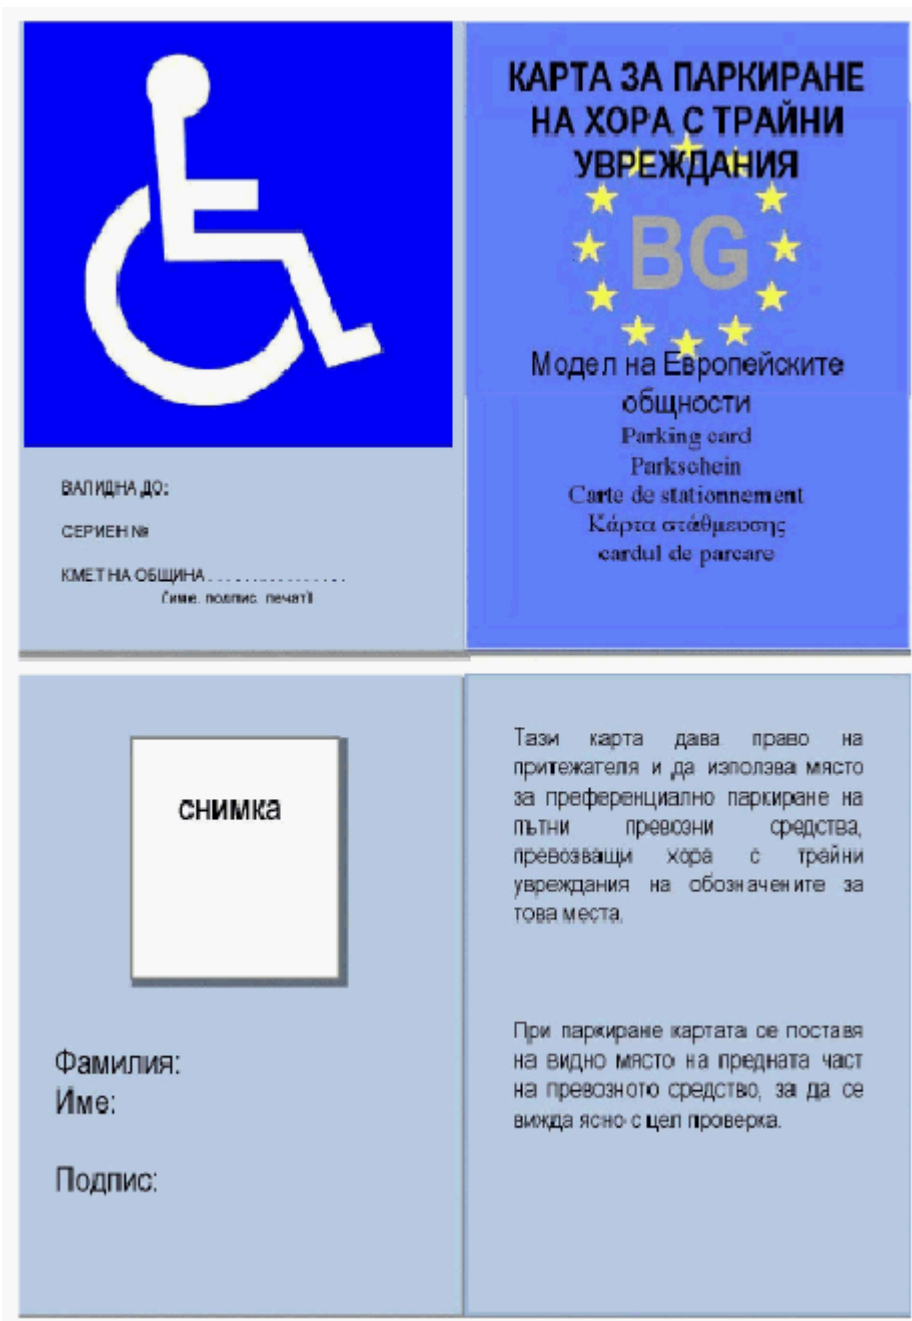 ВАЛИДНА ДО:
СЕРИЕН №
КМЕТ НА ОБЩИНА.................
(име, подпис, печат)
КАРТА ЗА ПАРКИРАНЕ
НА ХОРА С ТРАЙНИ
УВРЕЖДАНИЯ
BG
Модел на Европейските
общности
Parking card
Parkschein
Carte de stationnement
Κάρτα στάθμευσης
cardul de parcare
снимка
Фамилия:
Име:
Подпис:
Тази карта дава право на
притежателя и да използва място
за преференциално паркиране на
пътни превозни средства,
превозващи хора с трайни
увреждания на обозначените за
това места.
При паркиране картата се поставя
на видно място на предната част
на превозното средство, за да се
вижда ясно с цел проверка.